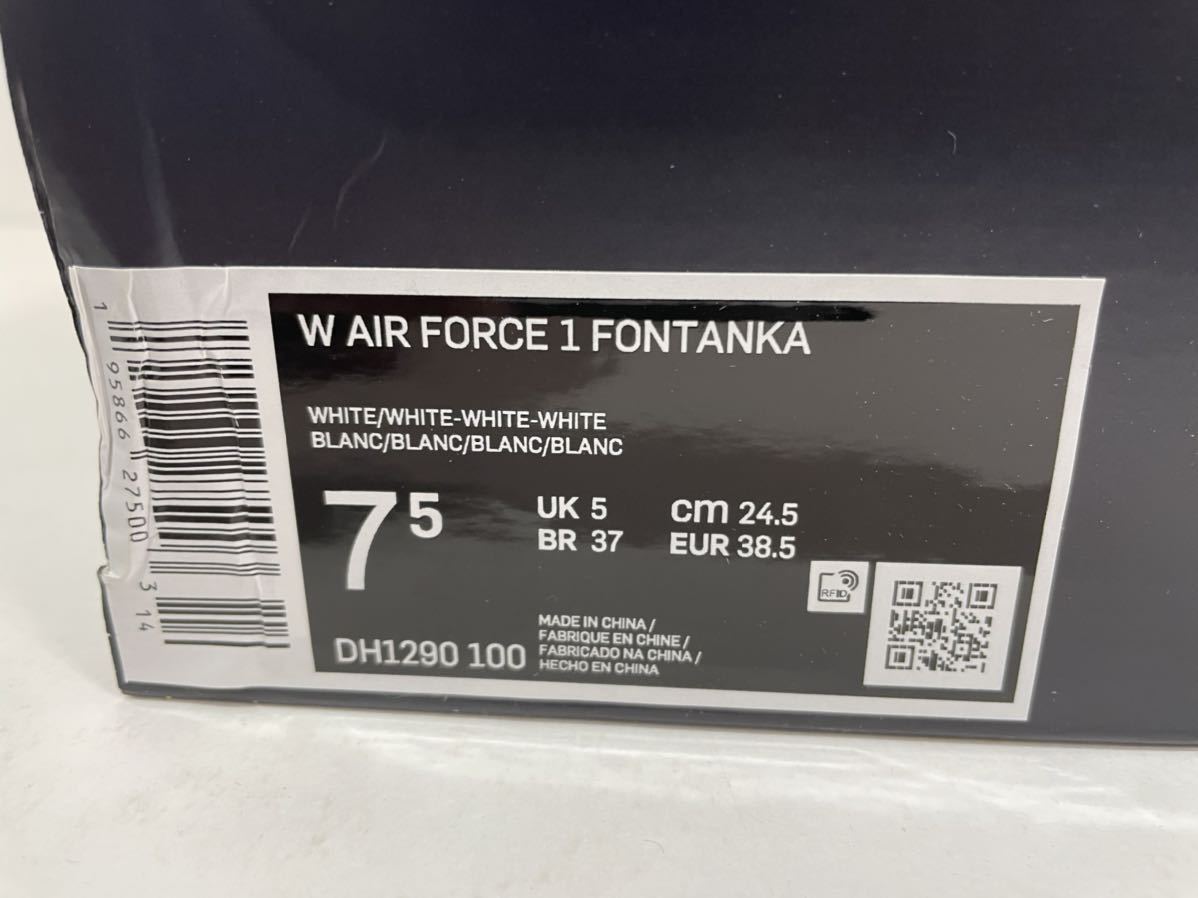 W AIR FORCE 1 FONTANKA
WHITE/WHITE-WHITE-WHITE
BLANC/BLANC/BLANC/BLANC
7 5
UK 5
cm 24.5
BR 37
EUR 38.5
RFID
DH1290 100
MADE IN CHINA /
FABRIQUE EN CHINE /
FABRICADO NA CHINA /
HECHO EN CHINA
1 95866 27500 3 14